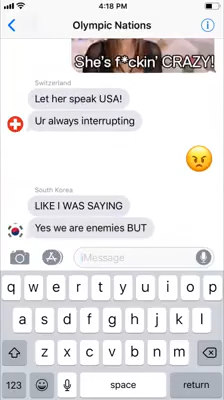 4:18 PM
Olympic Nations
She's f*ckin' CRAZY!
Switzerland
Let her speak USA!
Ur always interrupting
South Korea
LIKE I WAS SAYING
Yes we are enemies BUT
iMessage
q w e r t y u i o p
a s d f g h j k l
z x c v b n m
123 space return